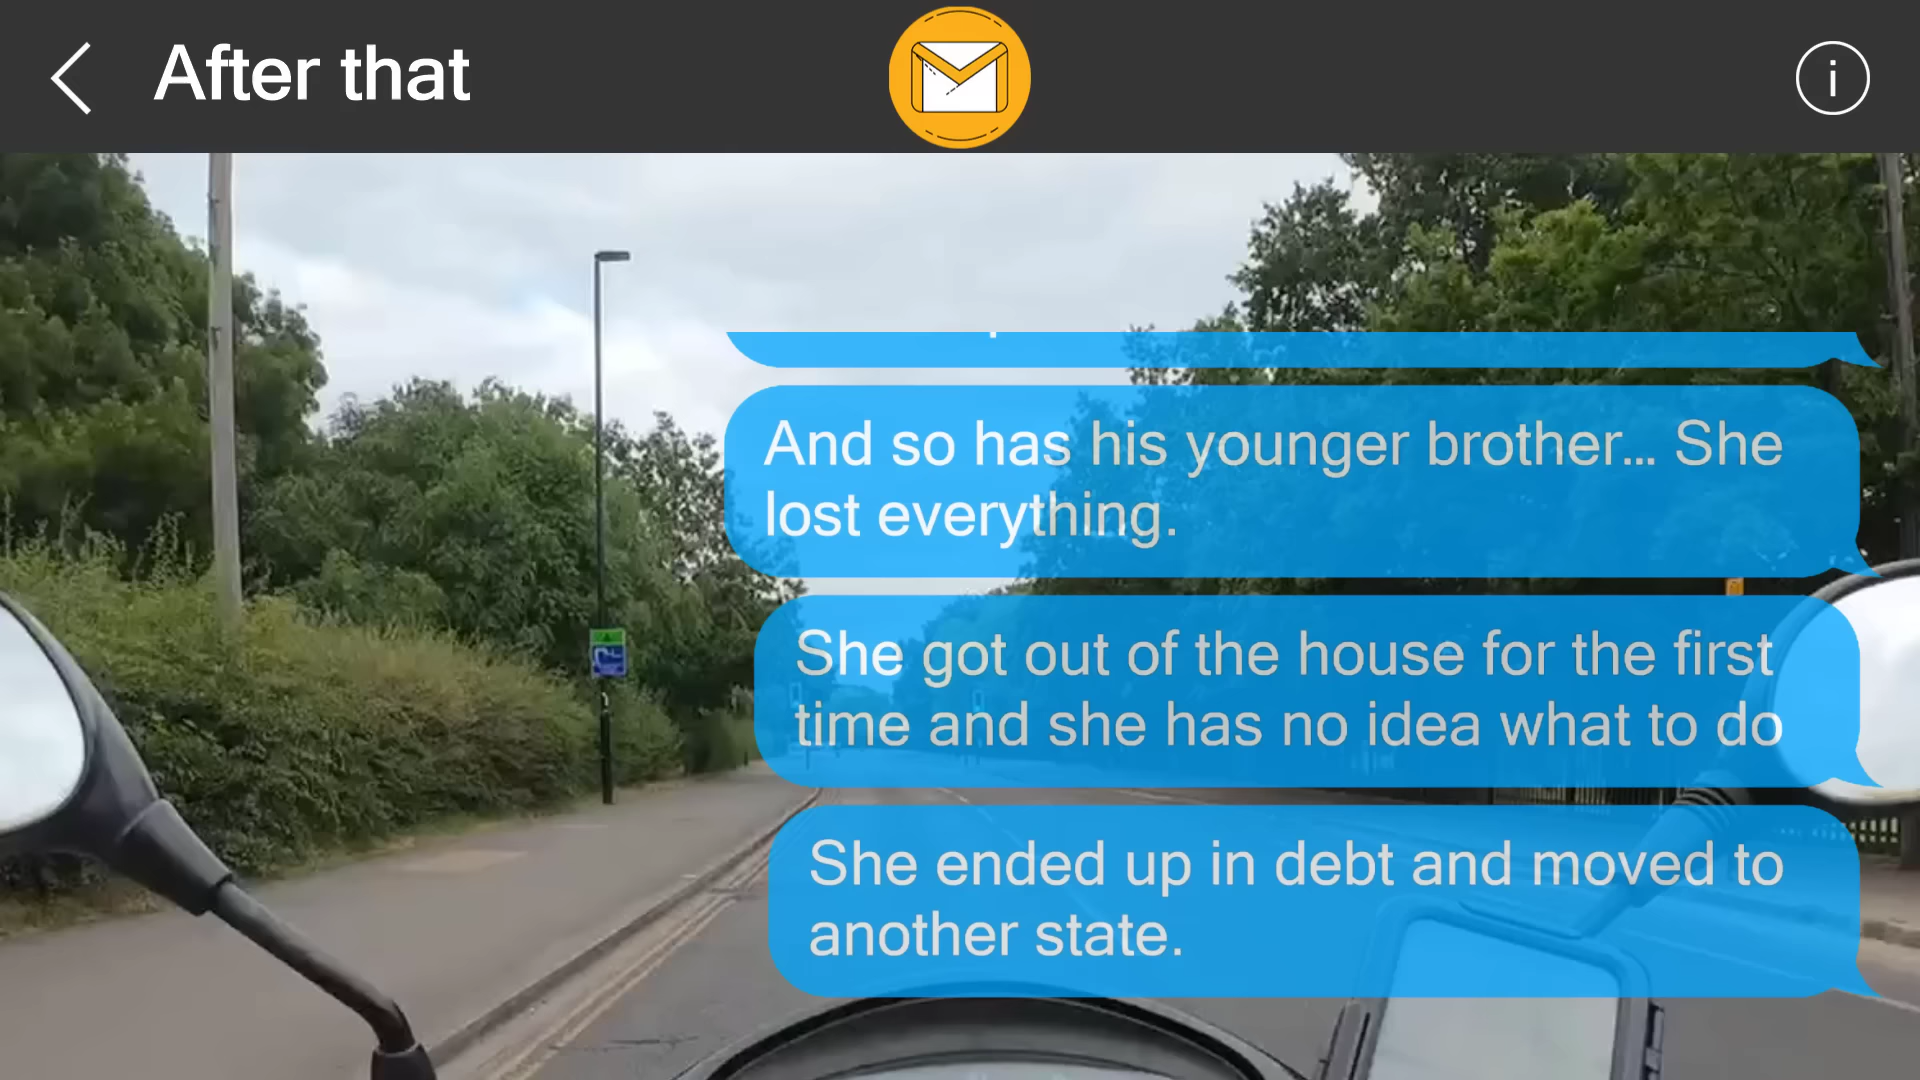 After that
And so has his younger brother... She
lost everything.
She got out of the house for the first
time and she has no idea what to do
She ended up in debt and moved to
another state.